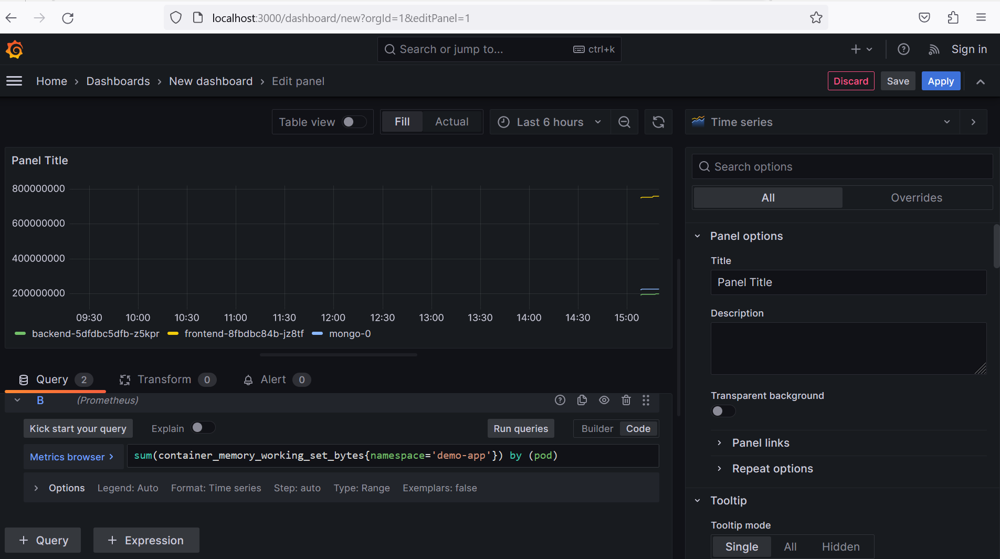 localhost:3000/dashboard/new?orgId=1&editPanel=1
Search or jump to... ctrl+k
Sign in
Home › Dashboards › New dashboard › Edit panel
Discard Save Apply
Table view Fill Actual Last 6 hours Time series
Panel Title
800000000
600000000
400000000
200000000
09:30 10:00 10:30 11:00 11:30 12:00 12:30 13:00 13:30 14:00 14:30 15:00
backend-5dfdbc5dfb-z5kpr frontend-8fbdbc84b-jz8tf mongo-0
Query 2 Transform 0 Alert 0
B (Prometheus)
Kick start your query Explain Run queries Builder Code
Metrics browser > sum(container_memory_working_set_bytes{namespace='demo-app'}) by (pod)
> Options Legend: Auto Format: Time series Step: auto Type: Range Exemplars: false
+ Query + Expression
Search options
All Overrides
Panel options
Title
Panel Title
Description
Transparent background
Panel links
Repeat options
Tooltip
Tooltip mode
Single All Hidden